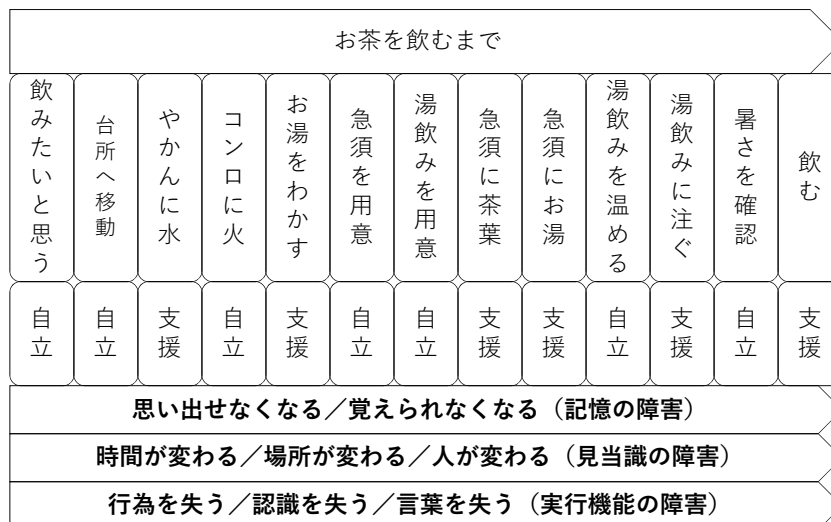 お茶を飲むまで
飲みたいと思う
台所へ移動
やかんに水
コンロに火
お湯をわかす
急須を用意
湯飲みを用意
急須に茶葉
急須にお湯
湯飲みを温める
湯飲みに注ぐ
暑さを確認
飲む
自立
自立
支援
自立
支援
自立
自立
支援
支援
自立
支援
自立
支援
思い出せなくなる／覚えられなくなる（記憶の障害）
時間が変わる／場所が変わる／人が変わる（見当識の障害）
行為を失う／認識を失う／言葉を失う（実行機能の障害）